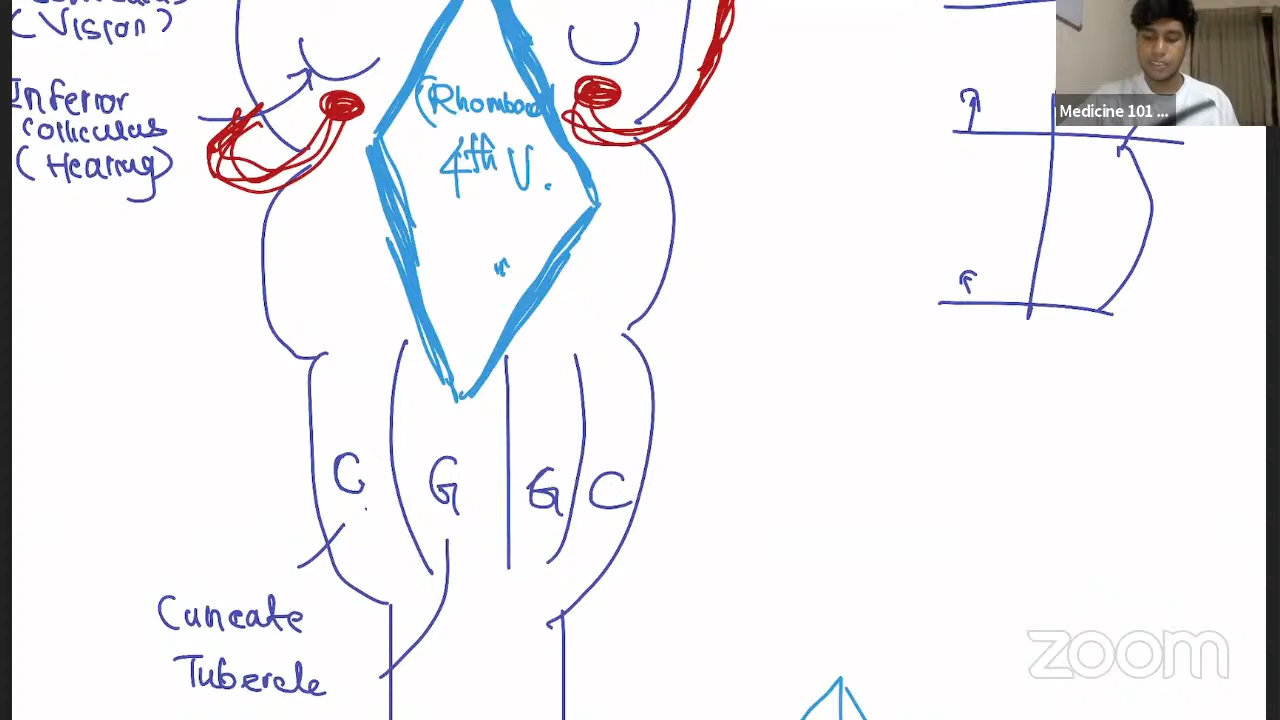 (Vision)
Inferior
Colliculus
(Hearing)
(Rhomboid
4th V.
Medicine 101 ...
C
G
G
C
Cuneate
Tubercle
zoom